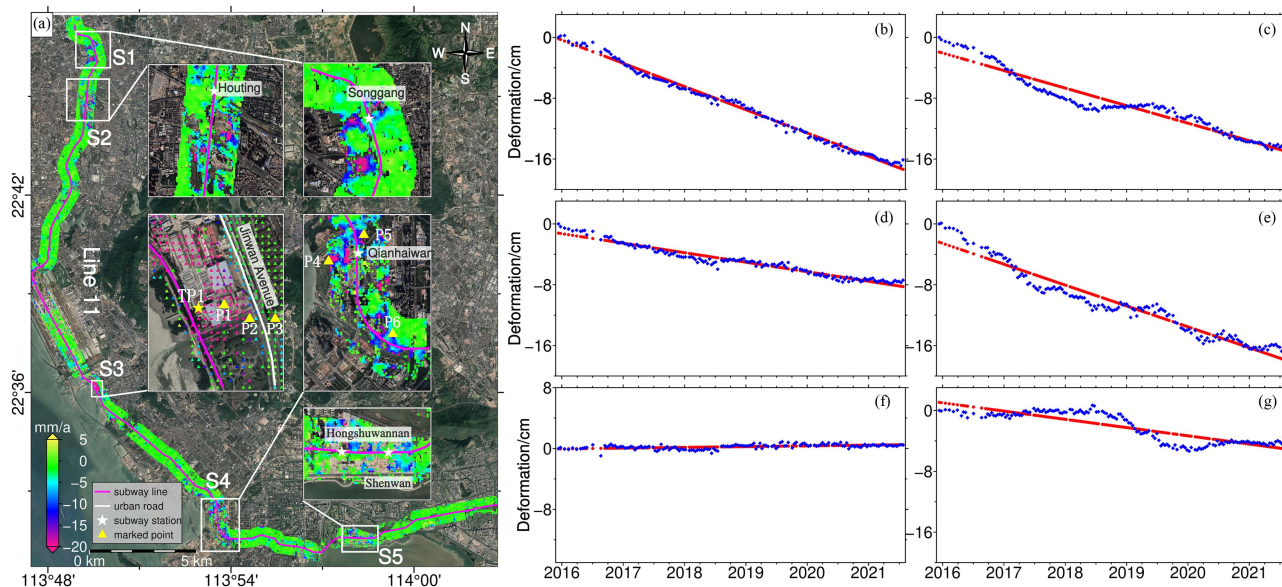 (a)
N
W E
S
S1
S2
Houting
Songgang
22°42'
Line 11
Jinwan Avenue
TP1
P1
P2
P3
P5
Qianhaiwan
P4
P6
S3
22°36'
Hongshuwannan
Shenwan
mm/a
5
0
−5
−10
−15
−20
subway line
urban road
subway station
marked point
0 km 5 km
S4
S5
113°48' 113°54' 114°00'
(b)
0
−8
−16
Deformation/cm
(c)
0
−8
−16
(d)
0
−8
−16
Deformation/cm
(e)
0
−8
−16
(f)
8
0
−8
Deformation/cm
2016 2017 2018 2019 2020 2021
(g)
0
−8
−16
2016 2017 2018 2019 2020 2021